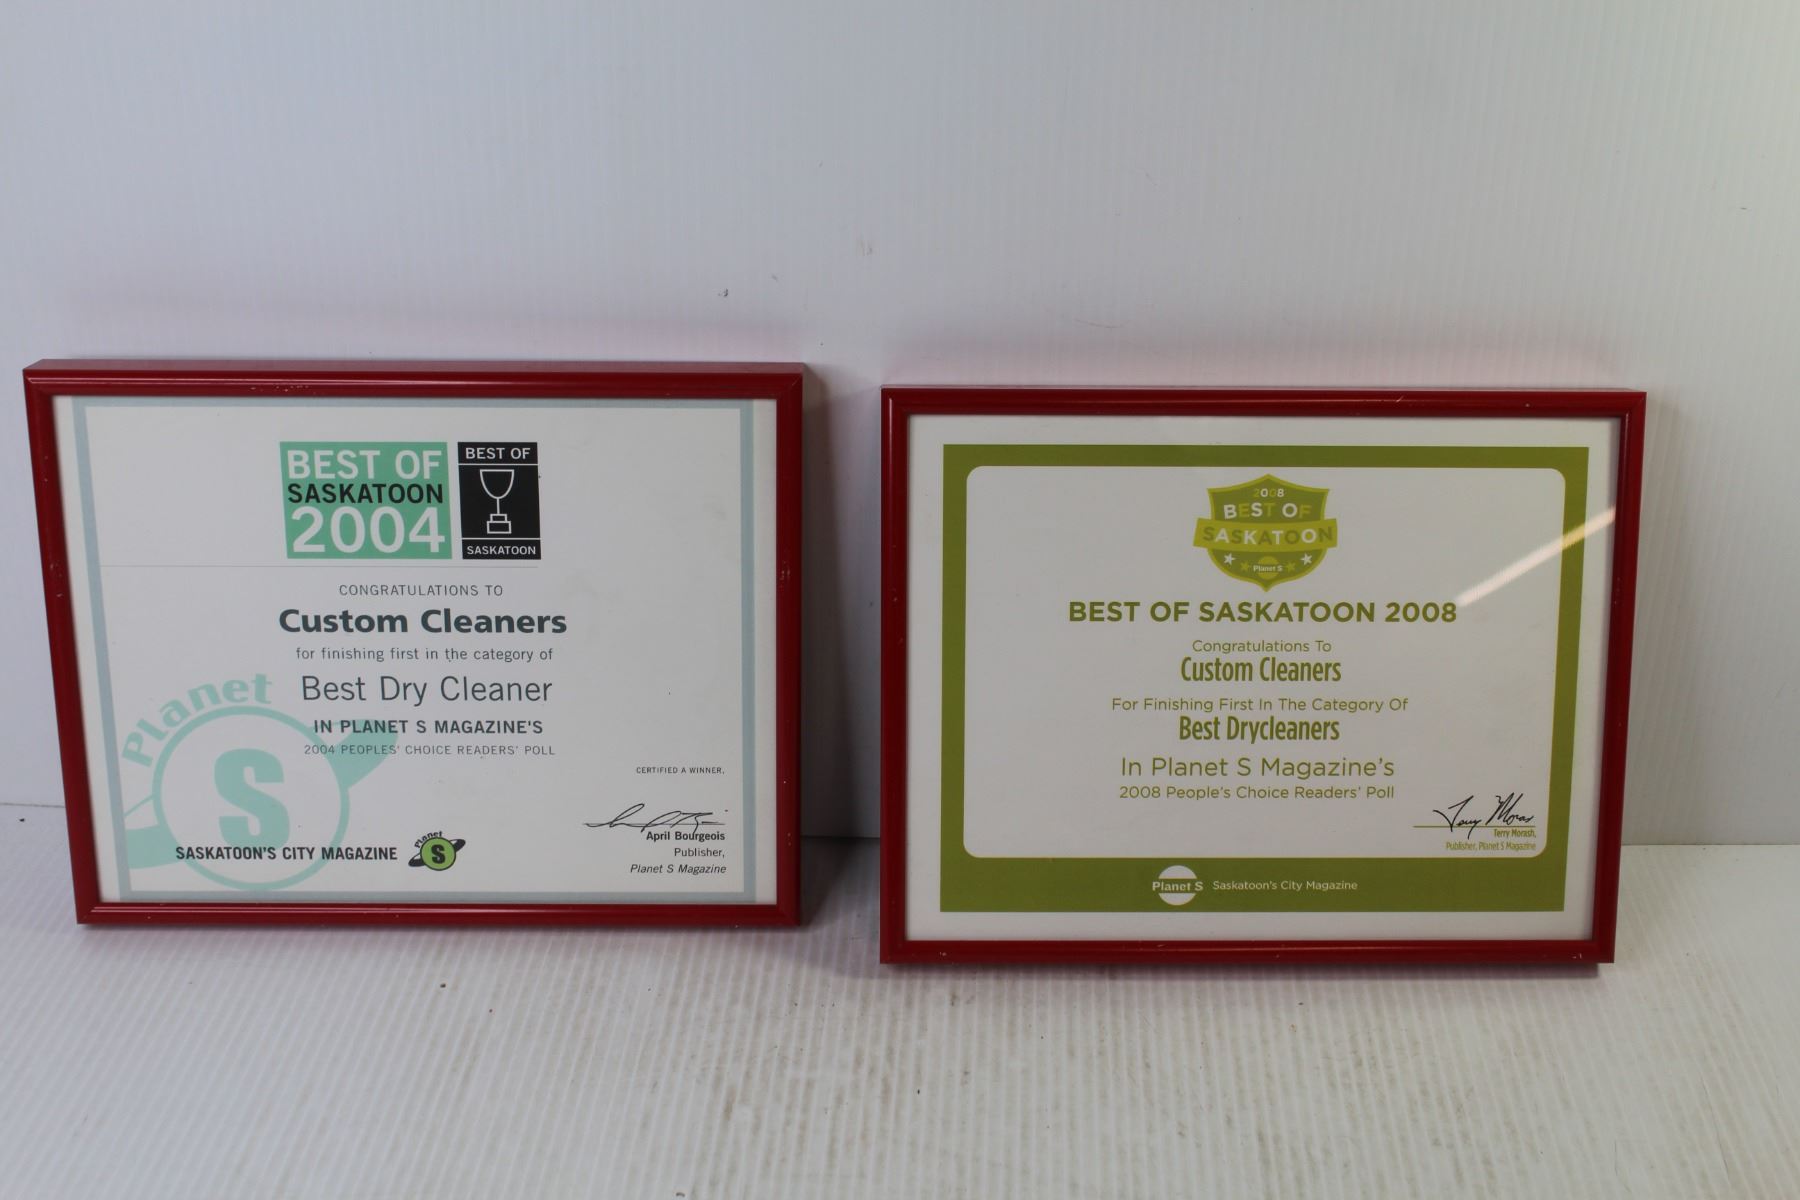 BEST OF
SASKATOON
2004
BEST OF
SASKATOON
CONGRATULATIONS TO
Custom Cleaners
for finishing first in the category of
Best Dry Cleaner
IN PLANET S MAGAZINE'S
2004 PEOPLES' CHOICE READERS' POLL
Planet
S
CERTIFIED A WINNER,
April Bourgeois
Publisher,
Planet S Magazine
SASKATOON'S CITY MAGAZINE
Planet
S
2008
BEST OF
SASKATOON
Planet S
BEST OF SASKATOON 2008
Congratulations To
Custom Cleaners
For Finishing First In The Category Of
Best Drycleaners
In Planet S Magazine's
2008 People's Choice Readers' Poll
Terry Morash,
Publisher, Planet S Magazine
Planet S Saskatoon's City Magazine